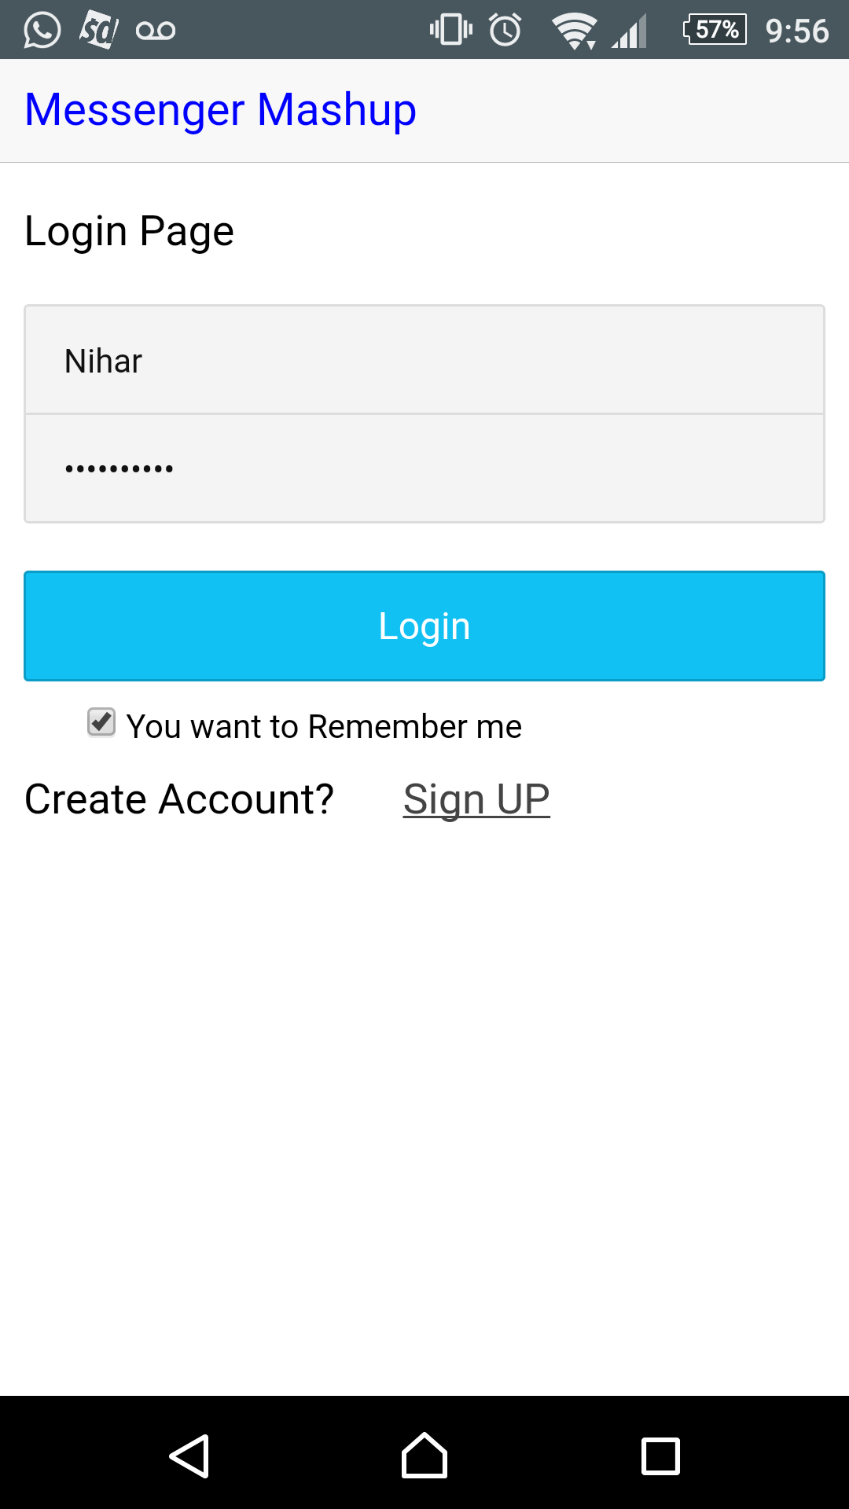 57% 9:56
Messenger Mashup
Login Page
Nihar
••••••••••
Login
You want to Remember me
Create Account? Sign UP